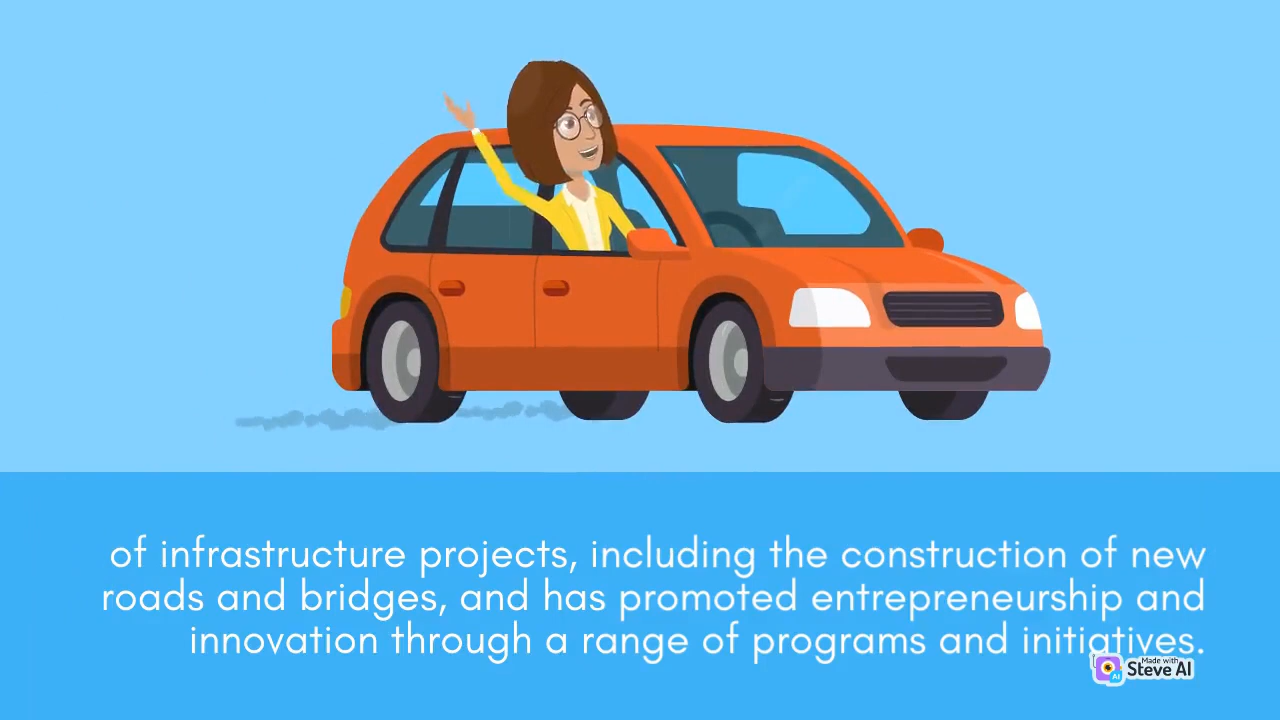 of infrastructure projects, including the construction of new
roads and bridges, and has promoted entrepreneurship and
innovation through a range of programs and initiatives.
Made with
Steve AI
AI